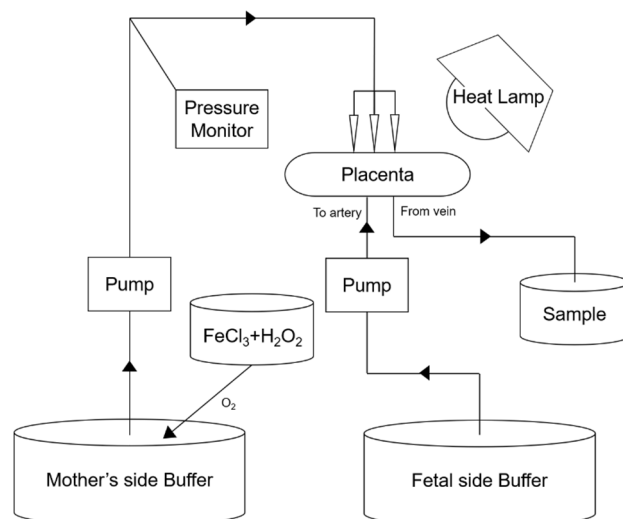 Pressure
Monitor
Heat Lamp
Placenta
To artery
From vein
Pump
Pump
FeCl₃+H₂O₂
Sample
O₂
Mother's side Buffer
Fetal side Buffer